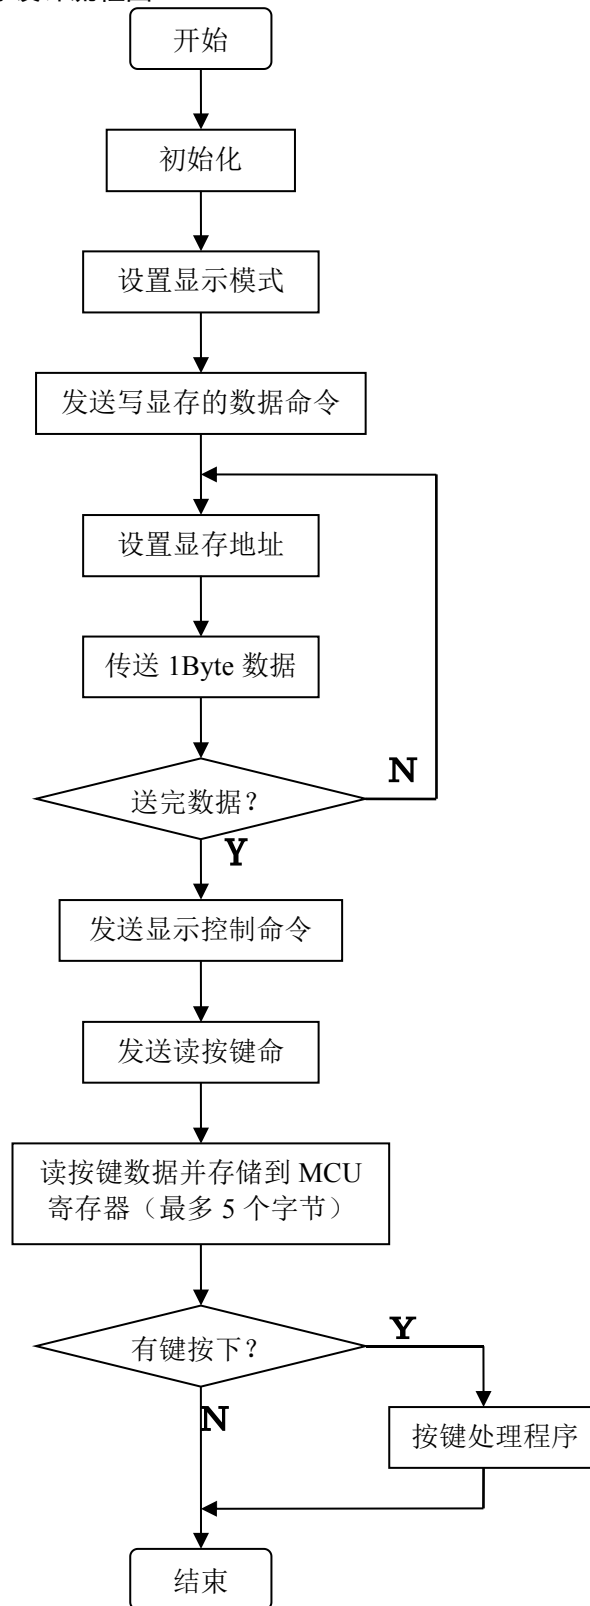 开始
初始化
设置显示模式
发送写显存的数据命令
设置显存地址
传送 1Byte 数据
送完数据？
N
Y
发送显示控制命令
发送读按键命
读按键数据并存储到 MCU
寄存器（最多 5 个字节）
有键按下？
Y
N
按键处理程序
结束